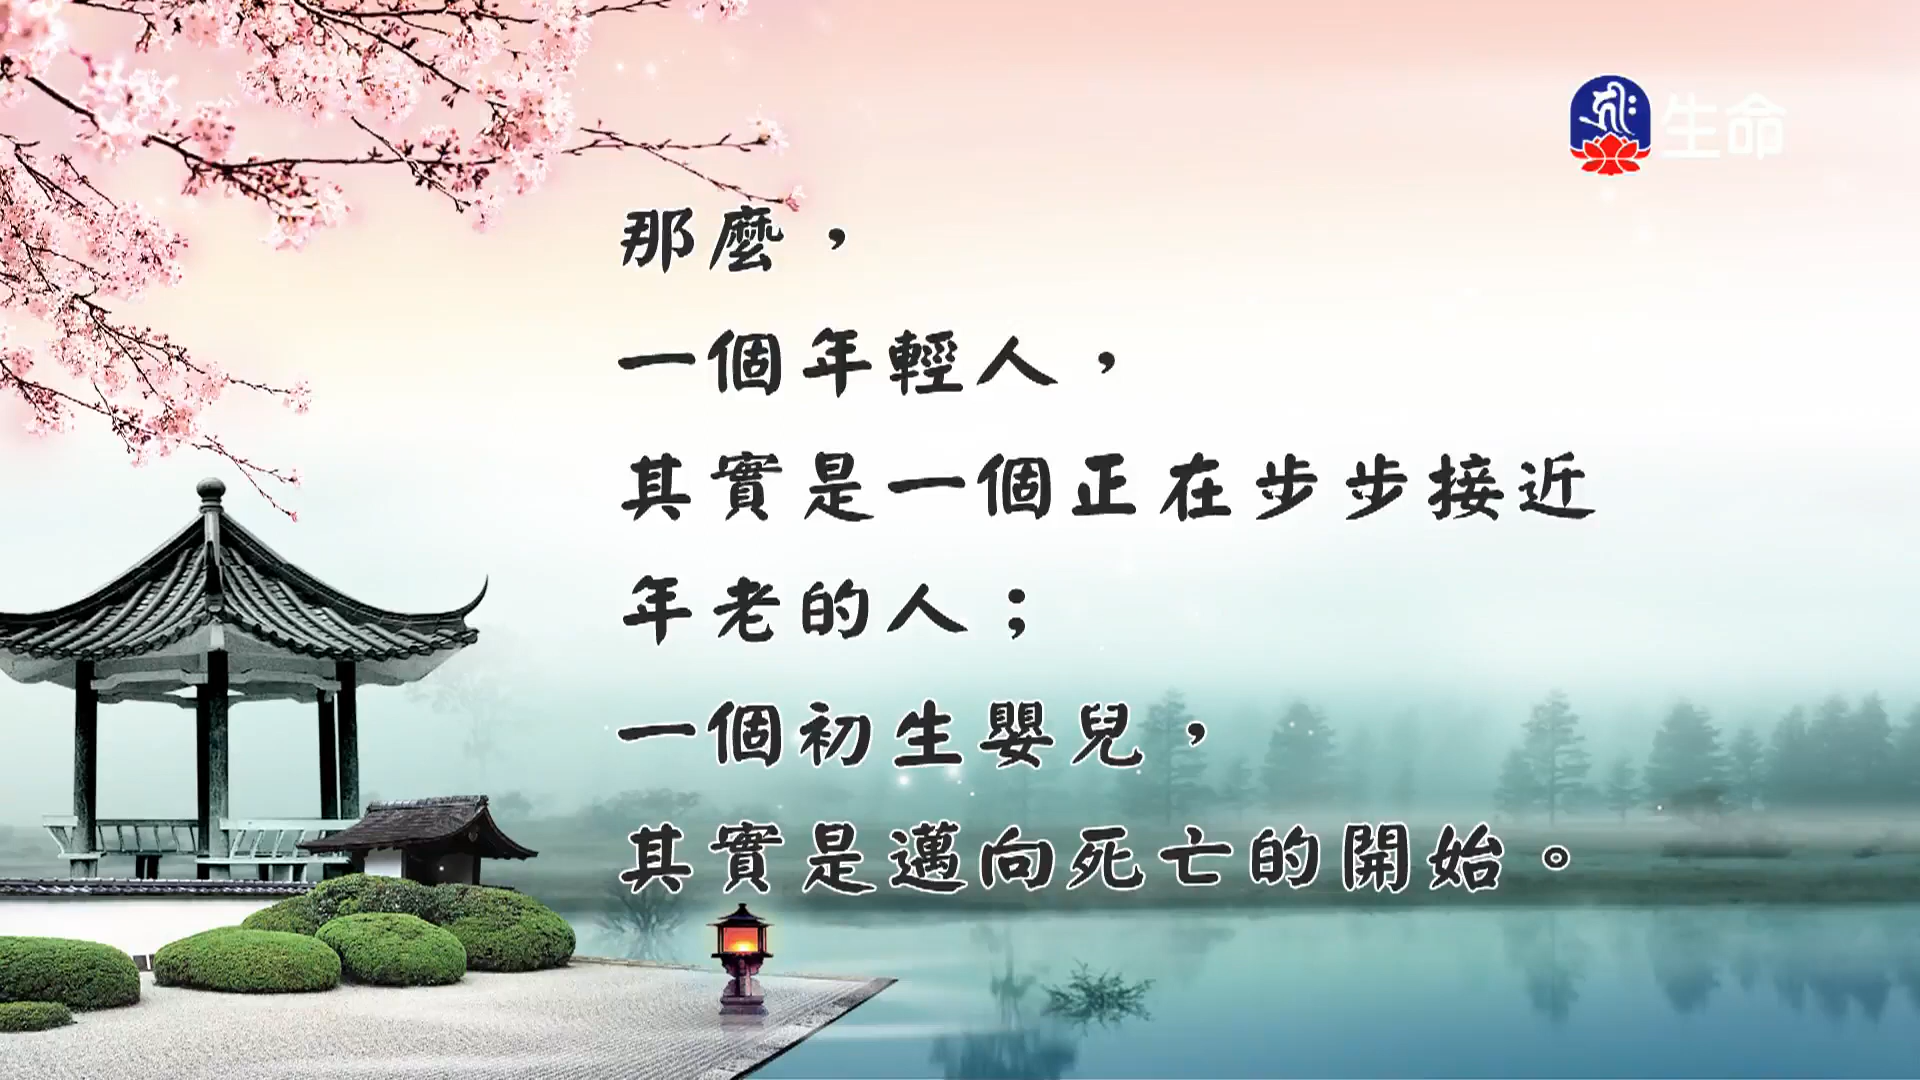 生命
那麼，
一個年輕人，
其實是一個正在步步接近
年老的人；
一個初生嬰兒，
其實是邁向死亡的開始。